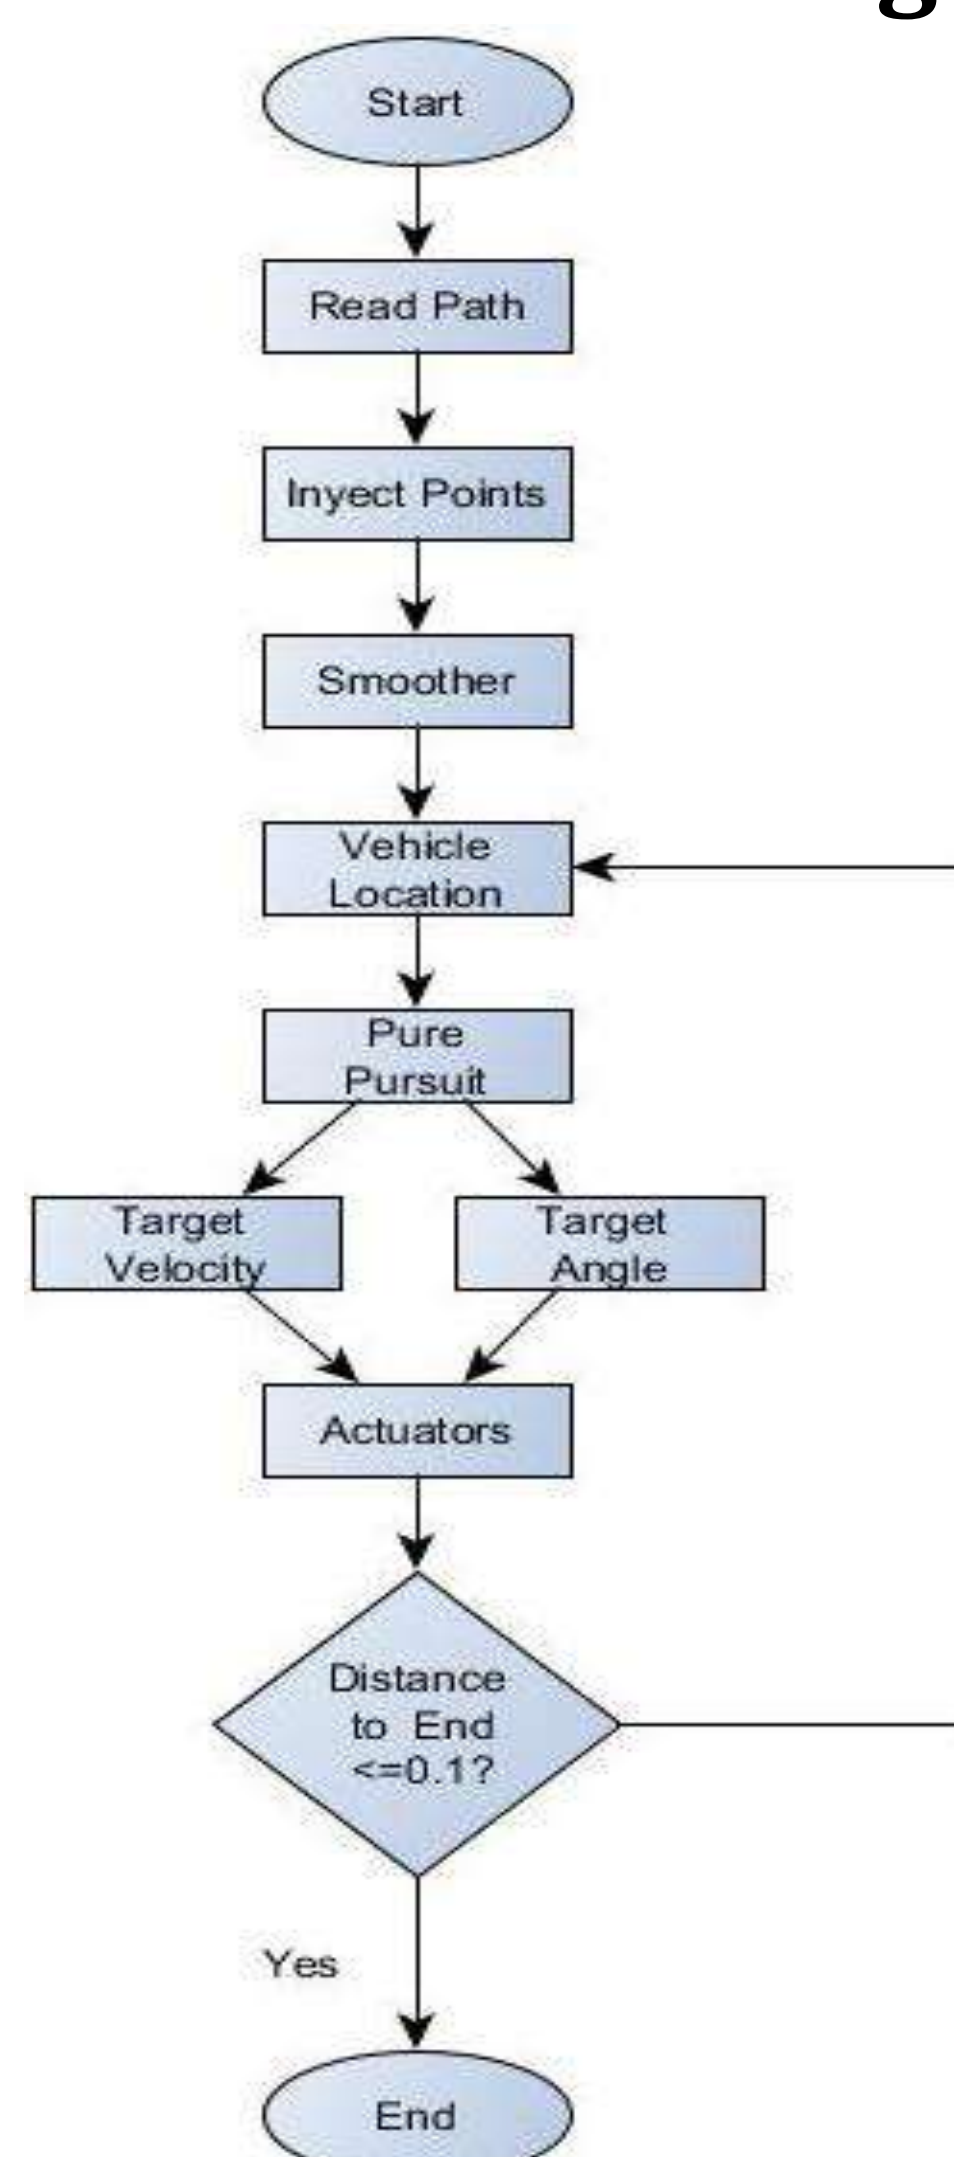 g
Start
Read Path
Inyect Points
Smoother
Vehicle
Location
Pure
Pursuit
Target
Velocity
Target
Angle
Actuators
Distance
to End
<=0.1?
Yes
End